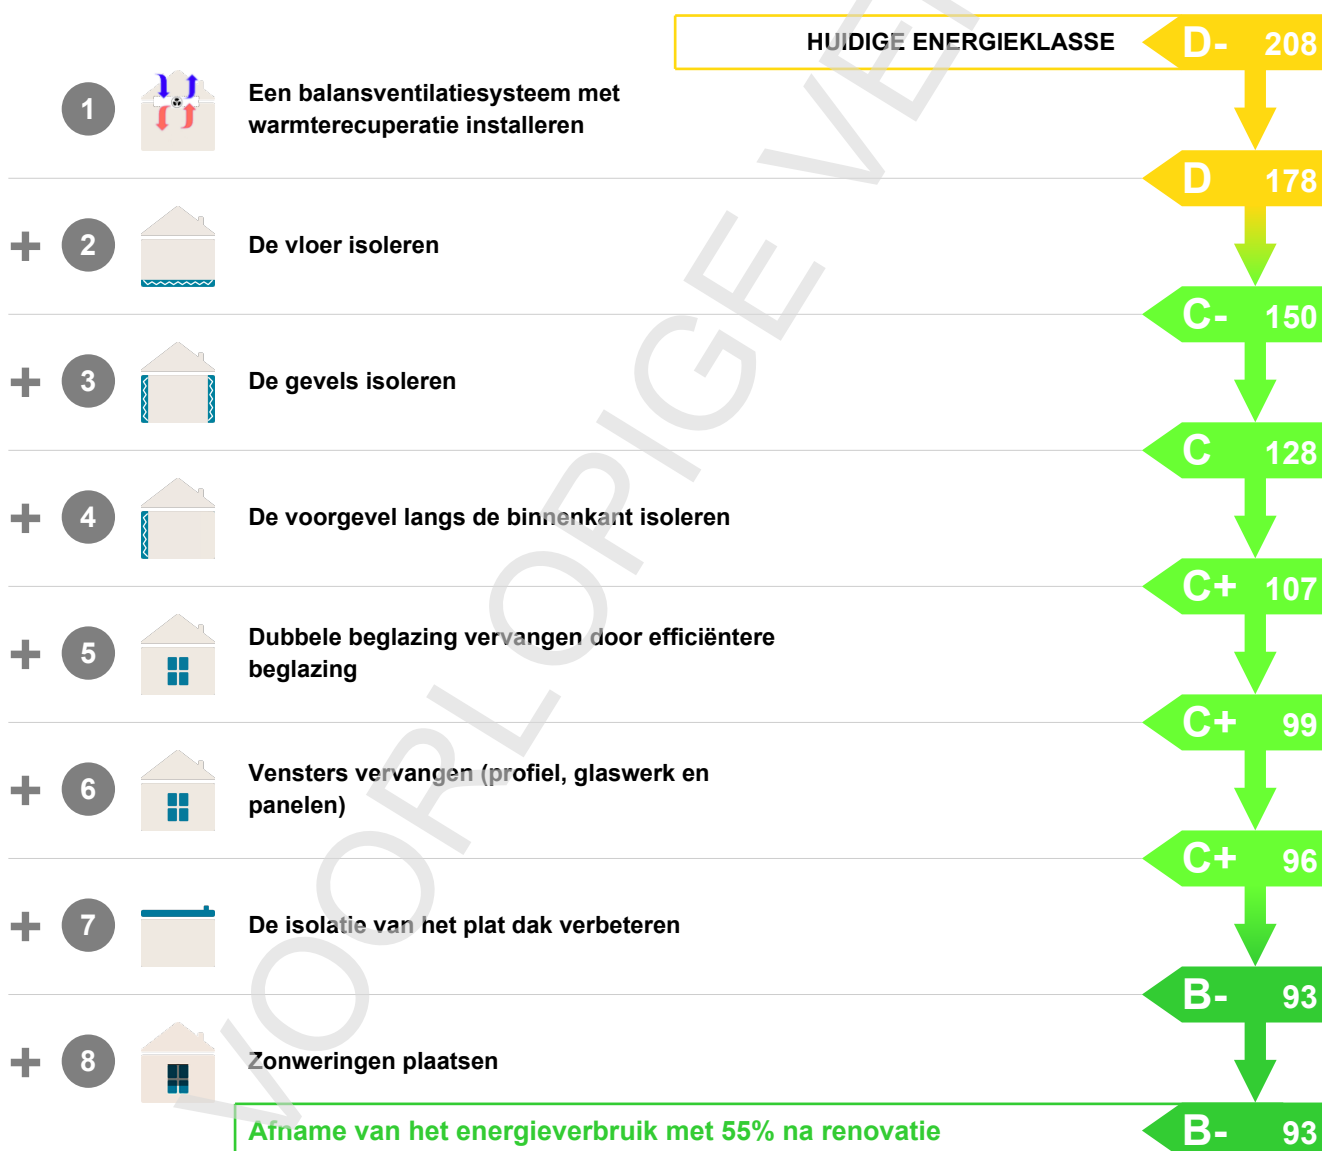 HUIDIGE ENERGIEKLASSE D- 208
1 Een balansventilatiesysteem met
warmterecuperatie installeren
D 178
+ 2 De vloer isoleren
C- 150
+ 3 De gevels isoleren
C 128
+ 4 De voorgevel langs de binnenkant isoleren
C+ 107
+ 5 Dubbele beglazing vervangen door efficiëntere
beglazing
C+ 99
+ 6 Vensters vervangen (profiel, glaswerk en
panelen)
C+ 96
+ 7 De isolatie van het plat dak verbeteren
B- 93
+ 8 Zonweringen plaatsen
Afname van het energieverbruik met 55% na renovatie B- 93
VOORLOPIGE